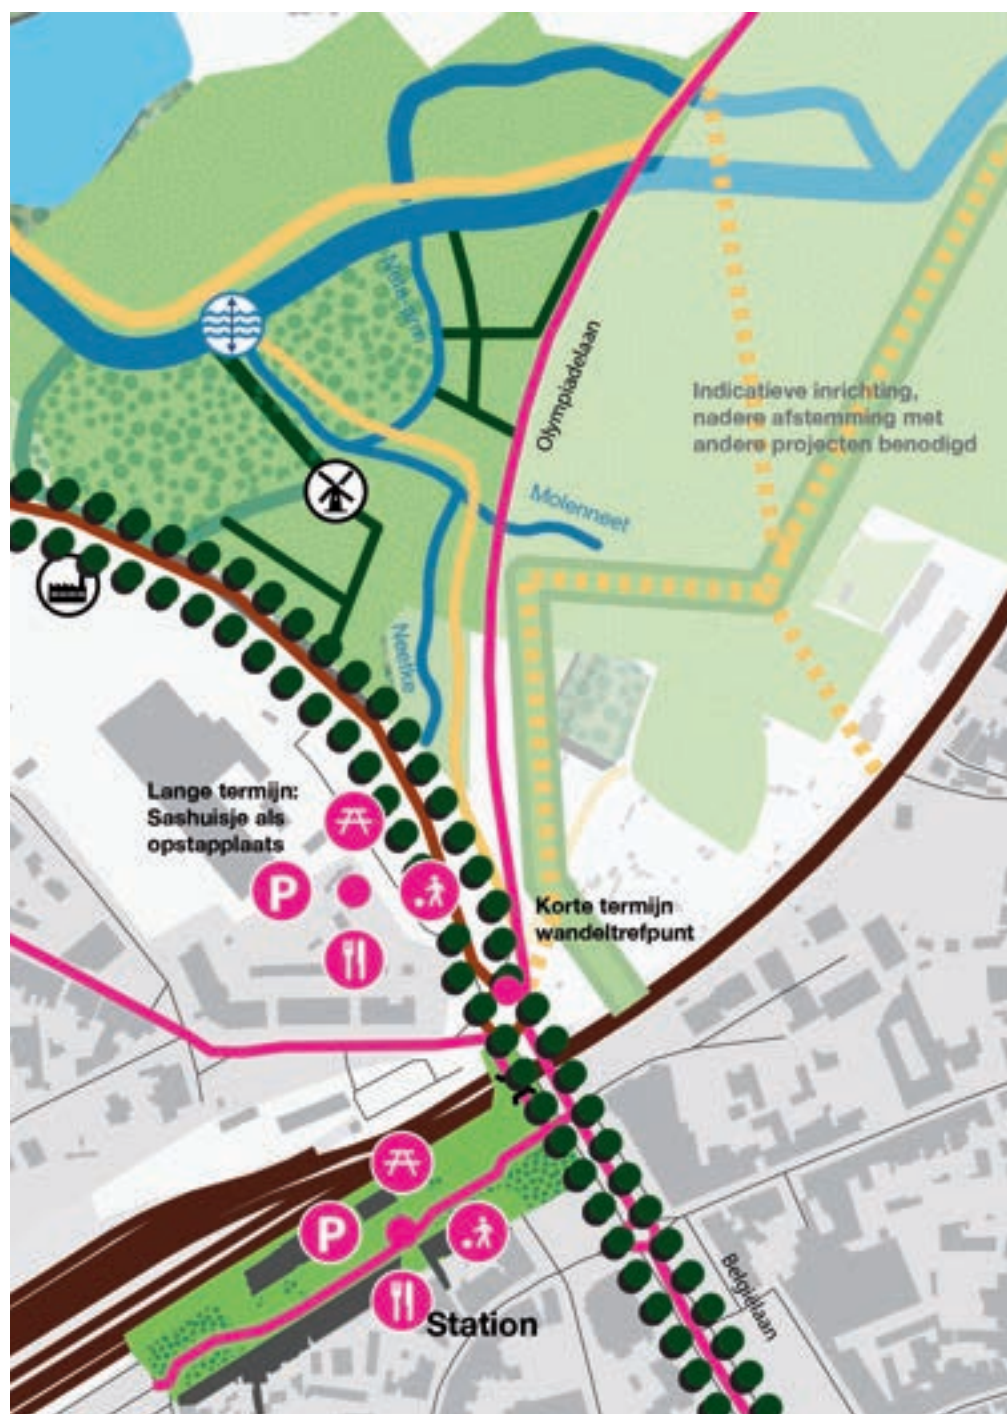 Olympiadelaan
Indicatieve inrichting,
nadere afstemming met
andere projecten benodigd
Molenneet
Neetke
Lange termijn:
Sashuisje als
opstapplaats
P
Korte termijn
wandeltrefpunt
P
Station
Belgiëlaan